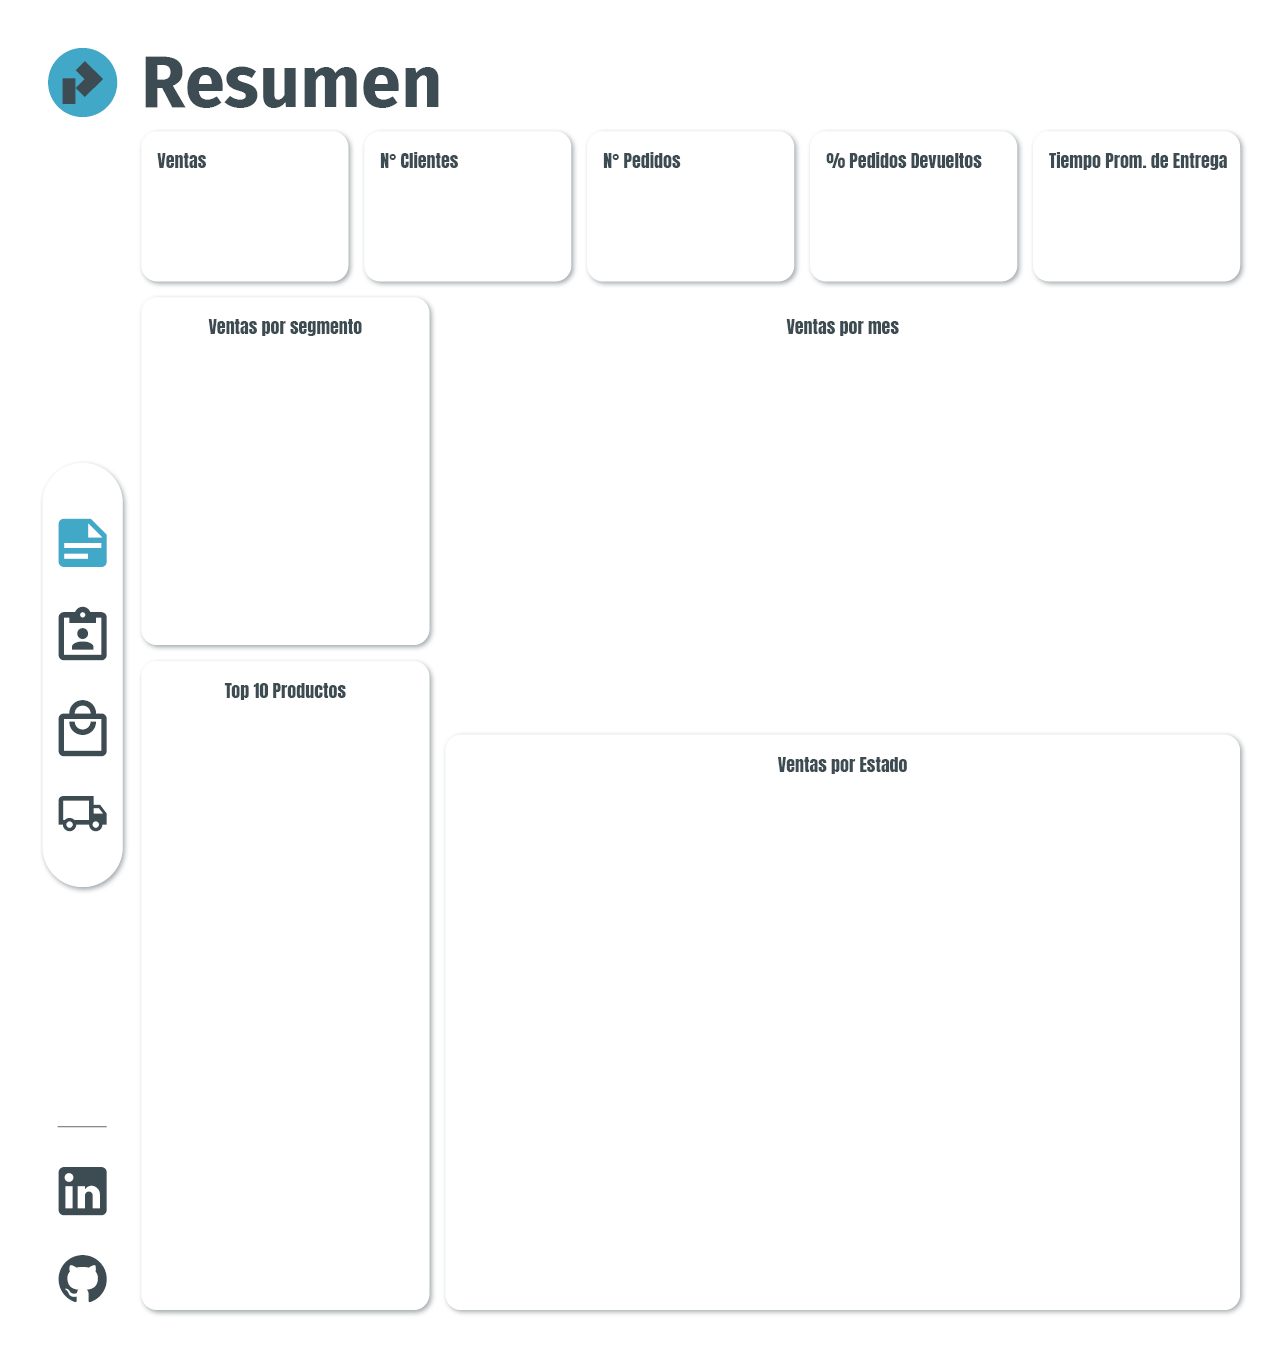 Resumen
Ventas
N° Clientes
N° Pedidos
% Pedidos Devueltos
Tiempo Prom. de Entrega
Ventas por segmento
Ventas por mes
Top 10 Productos
Ventas por Estado
in